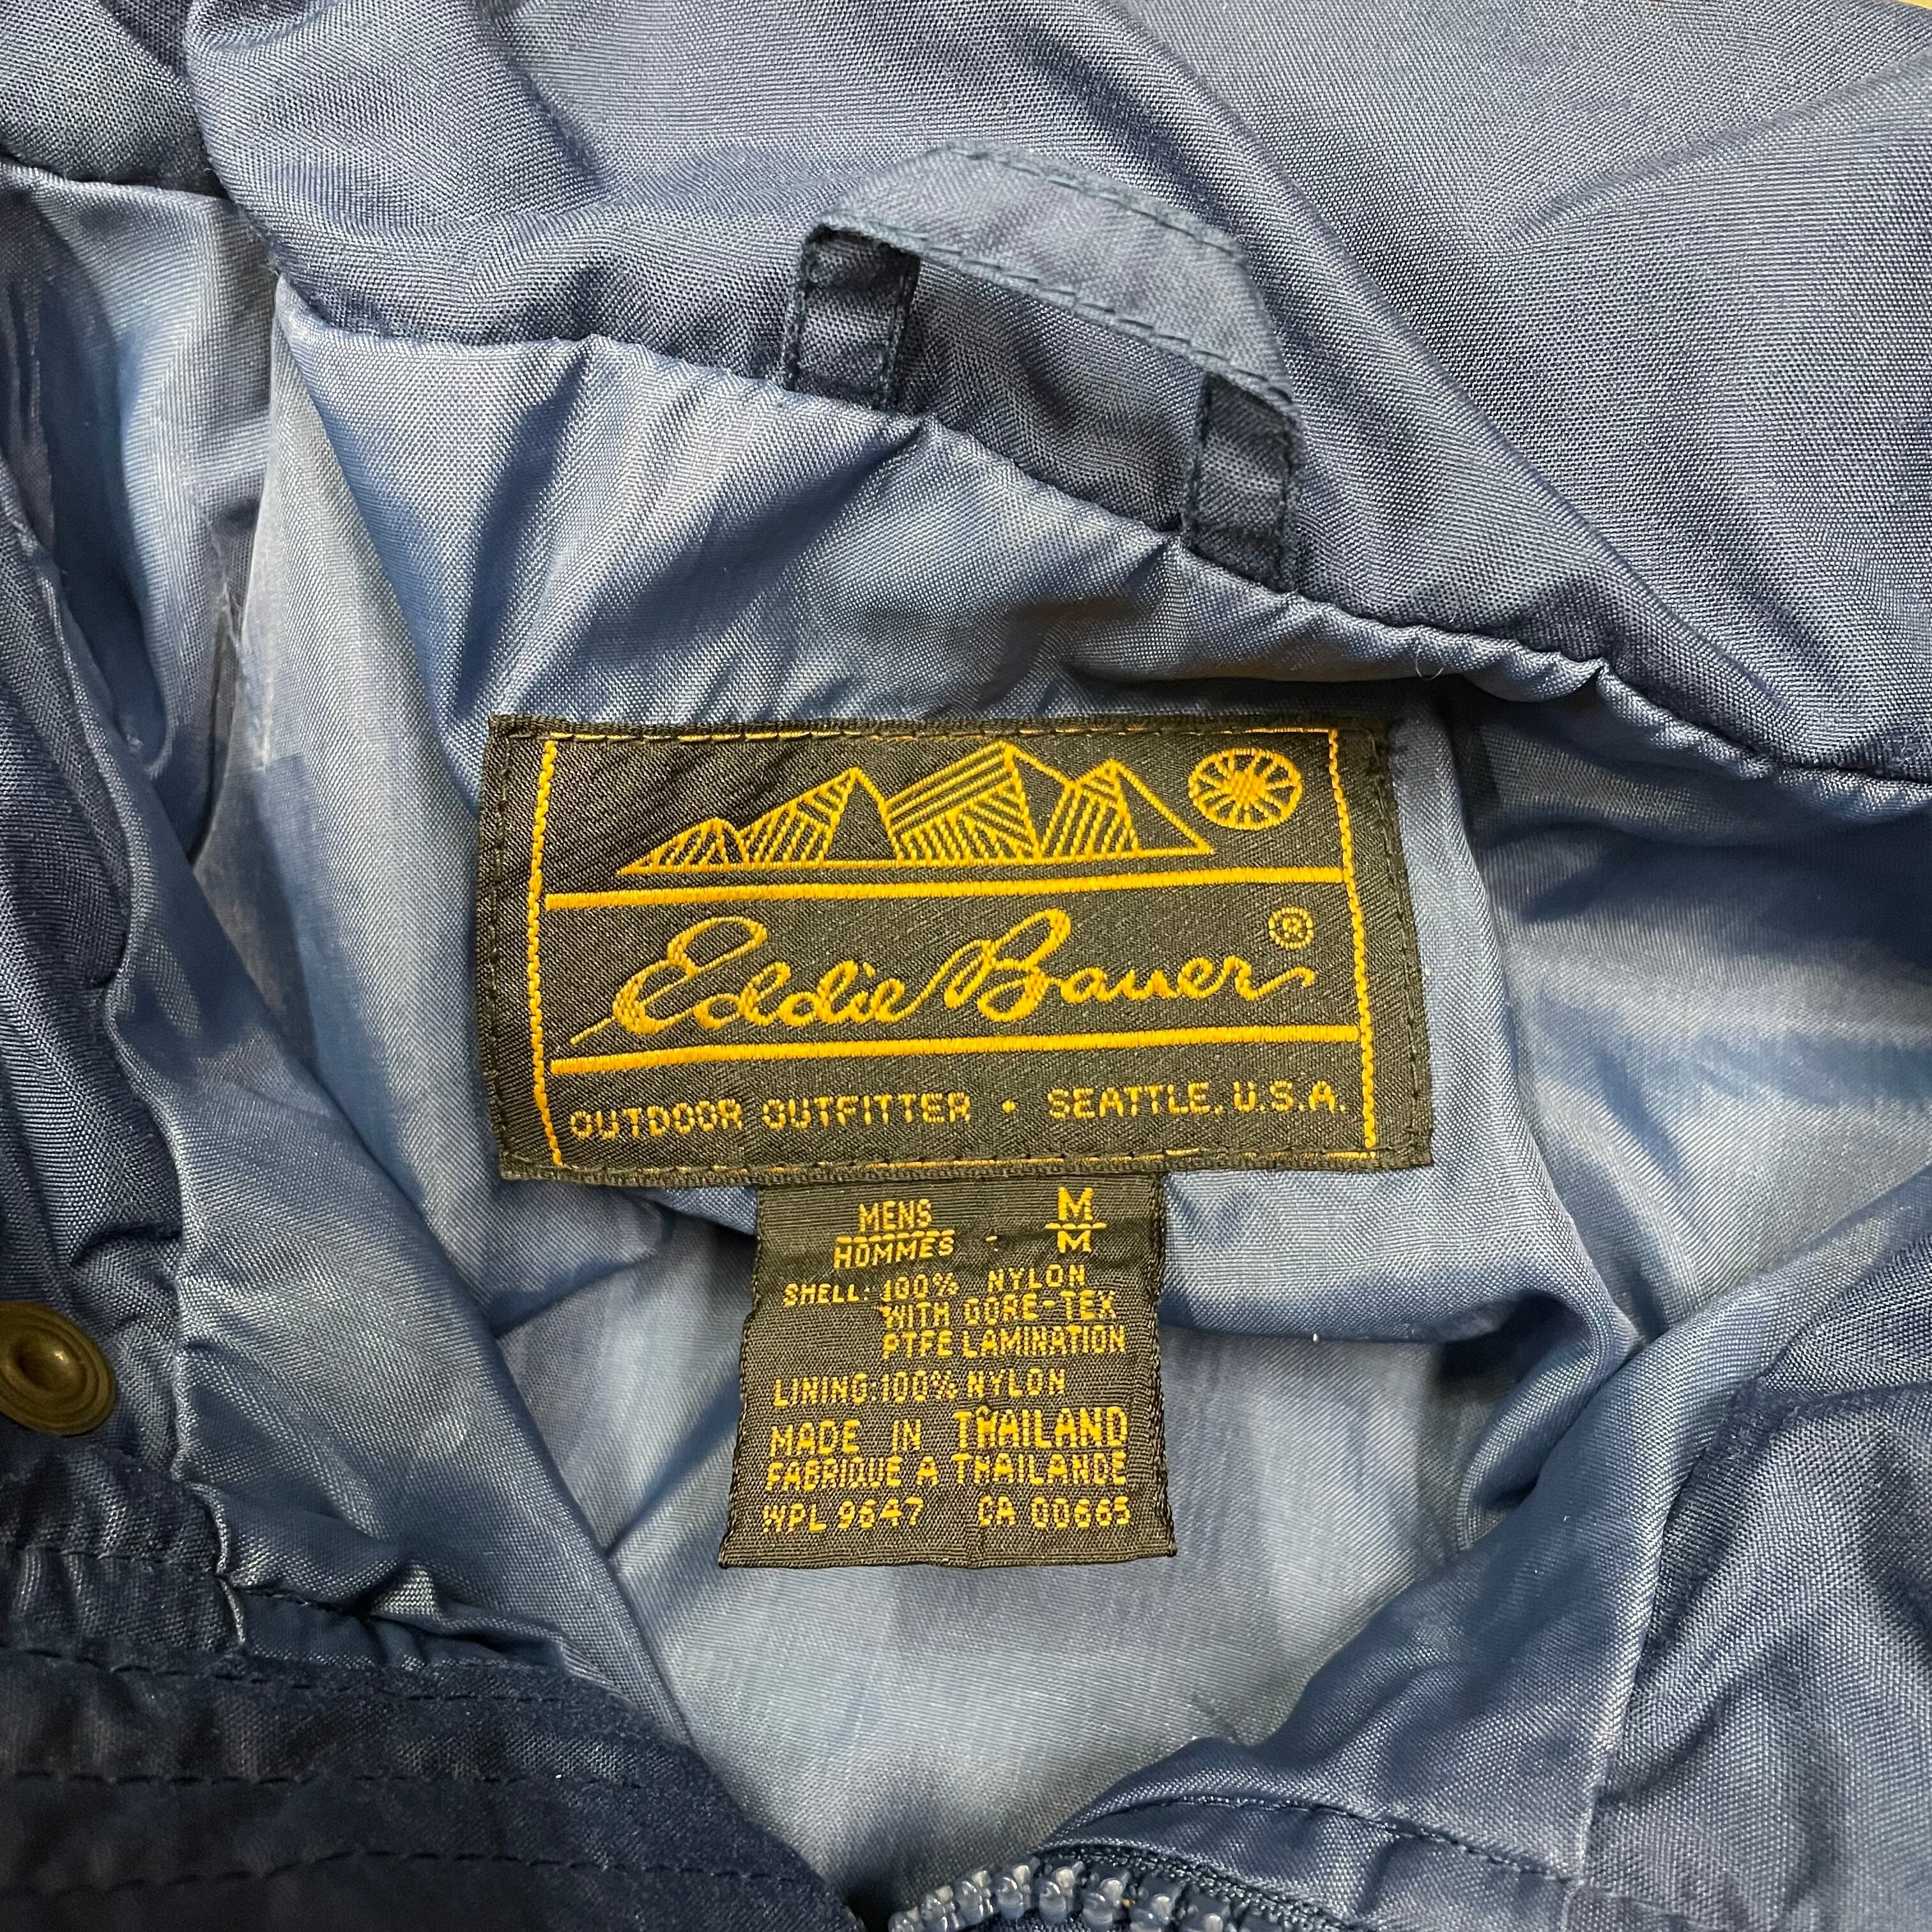 Eddie Bauer ®
OUTDOOR OUTFITTER · SEATTLE, U.S.A.
MENS M
HOMMES M
SHELL: 100% NYLON
WITH GORE-TEX
PTFE LAMINATION
LINING: 100% NYLON
MADE IN THAILAND
FABRIQUE A THAILANDE
WPL 9647 CA 00665